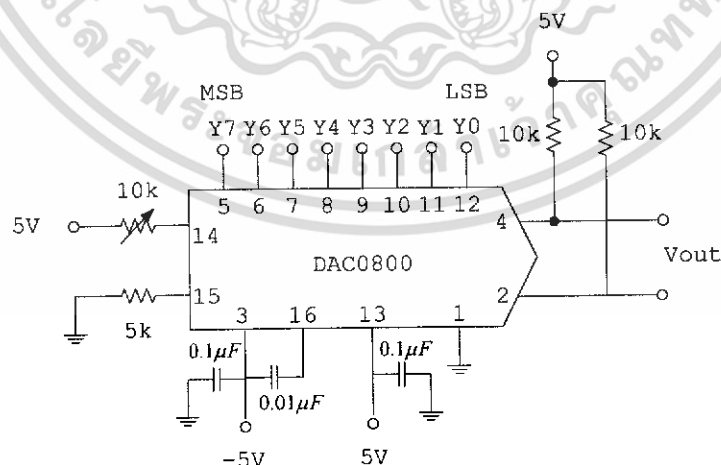 5V
MSB
LSB
Y7 Y6 Y5 Y4 Y3 Y2 Y1 Y0
10k
10k
10k
5 6 7 8 9 10 11 12
5V
14
4
DAC0800
Vout
15
2
5k
3 16 13 1
0.1μF
0.1μF
0.01μF
-5V
5V